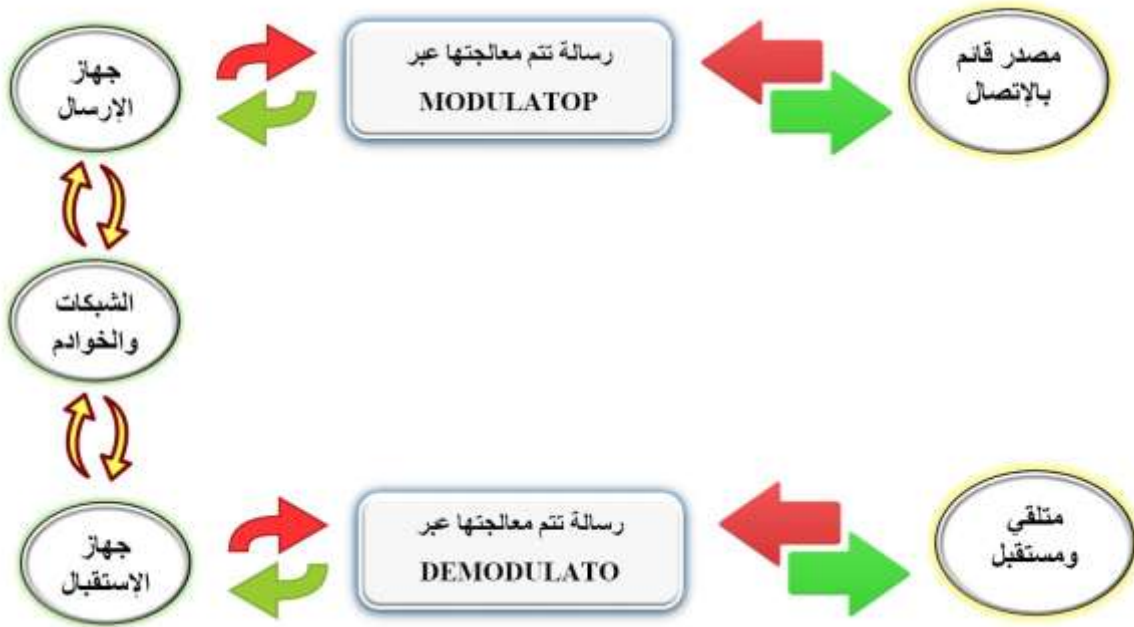 مصدر قائم
بالإتصال
رسالة تتم معالجتها عبر
MODULATOP
جهاز
الإرسال
الشبكات
والخوادم
جهاز
الإستقبال
رسالة تتم معالجتها عبر
DEMODULATO
متلقي
ومستقبل